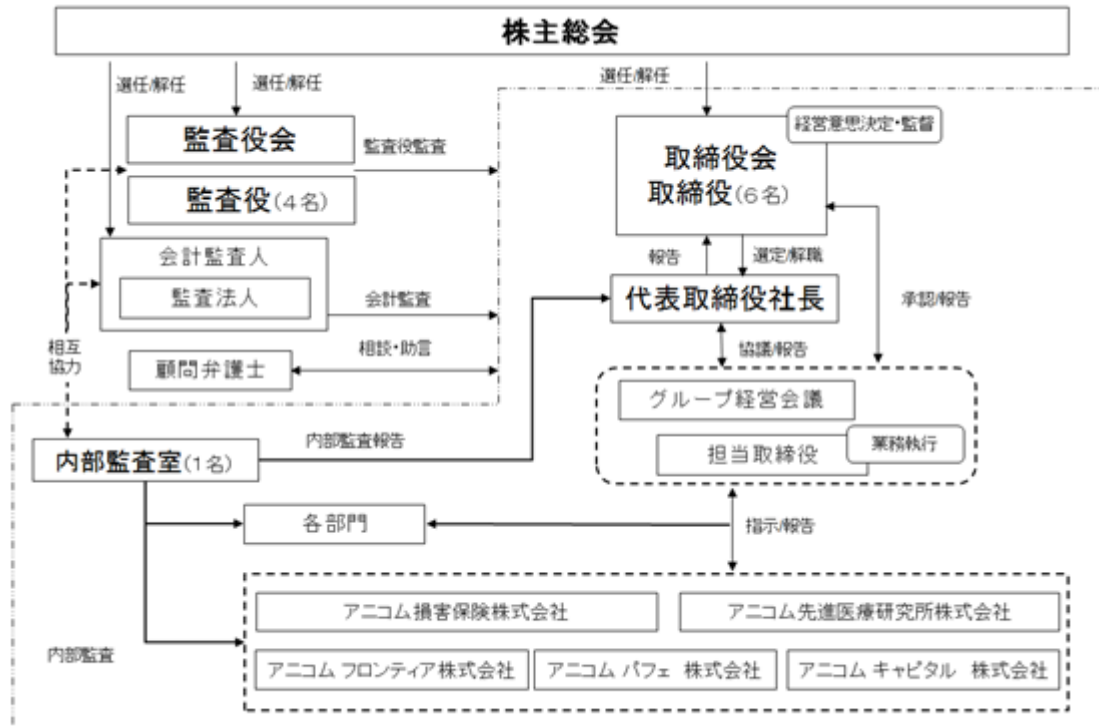 株主総会
選任/解任
選任/解任
選任/解任
監査役会
監査役監査
監査役(4名)
経営意思決定・監督
取締役会
取締役(6名)
会計監査人
監査法人
会計監査
報告
選定/解職
代表取締役社長
承認/報告
相互
協力
相談・助言
顧問弁護士
協議/報告
グループ経営会議
担当取締役
業務執行
内部監査報告
内部監査室(1名)
各部門
指示/報告
アニコム損害保険株式会社
アニコム先進医療研究所株式会社
内部監査
アニコム フロンティア株式会社
アニコム パフェ 株式会社
アニコム キャピタル 株式会社